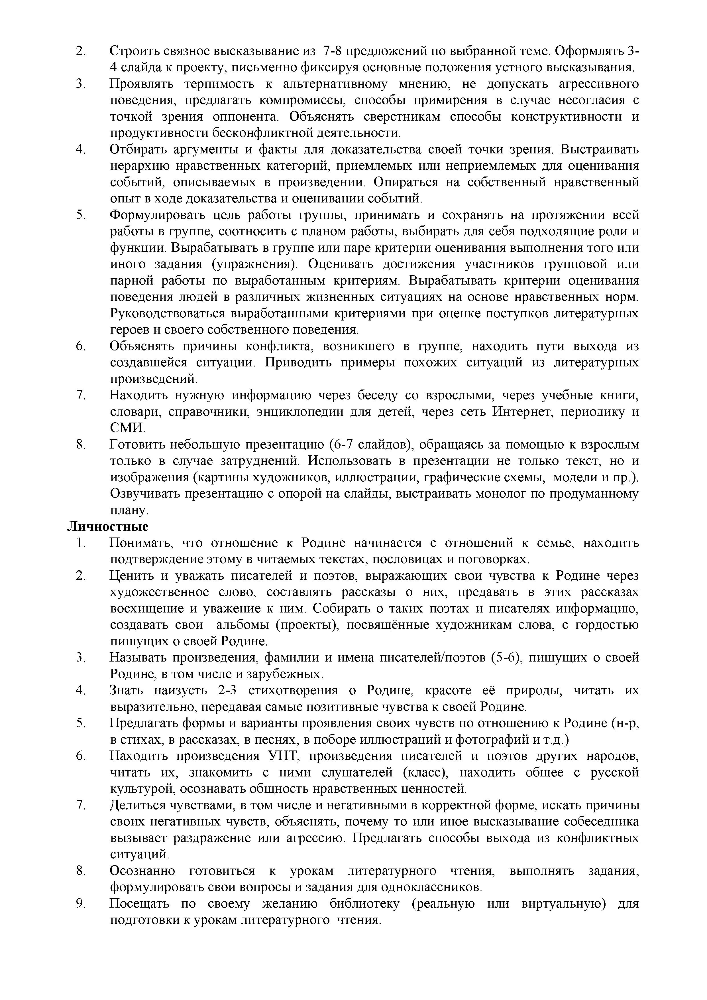 2. Строить связное высказывание из 7-8 предложений по выбранной теме. Оформлять 3-
4 слайда к проекту, письменно фиксируя основные положения устного высказывания.
3. Проявлять терпимость к альтернативному мнению, не допускать агрессивного
поведения, предлагать компромиссы, способы примирения в случае несогласия с
точкой зрения оппонента. Объяснять сверстникам способы конструктивности и
продуктивности бесконфликтной деятельности.
4. Отбирать аргументы и факты для доказательства своей точки зрения. Выстраивать
иерархию нравственных категорий, приемлемых или неприемлемых для оценивания
событий, описываемых в произведении. Опираться на собственный нравственный
опыт в ходе доказательства и оценивании событий.
5. Формулировать цель работы группы, принимать и сохранять на протяжении всей
работы в группе, соотносить с планом работы, выбирать для себя подходящие роли и
функции. Вырабатывать в группе или паре критерии оценивания выполнения того или
иного задания (упражнения). Оценивать достижения участников групповой или
парной работы по выработанным критериям. Вырабатывать критерии оценивания
поведения людей в различных жизненных ситуациях на основе нравственных норм.
Руководствоваться выработанными критериями при оценке поступков литературных
героев и своего собственного поведения.
6. Объяснять причины конфликта, возникшего в группе, находить пути выхода из
создавшейся ситуации. Приводить примеры похожих ситуаций из литературных
произведений.
7. Находить нужную информацию через беседу со взрослыми, через учебные книги,
словари, справочники, энциклопедии для детей, через сеть Интернет, периодику и
СМИ.
8. Готовить небольшую презентацию (6-7 слайдов), обращаясь за помощью к взрослым
только в случае затруднений. Использовать в презентации не только текст, но и
изображения (картины художников, иллюстрации, графические схемы, модели и пр.).
Озвучивать презентацию с опорой на слайды, выстраивать монолог по продуманному
плану.
Личностные
1. Понимать, что отношение к Родине начинается с отношений к семье, находить
подтверждение этому в читаемых текстах, пословицах и поговорках.
2. Ценить и уважать писателей и поэтов, выражающих свои чувства к Родине через
художественное слово, составлять рассказы о них, предавать в этих рассказах
восхищение и уважение к ним. Собирать о таких поэтах и писателях информацию,
создавать свои альбомы (проекты), посвящённые художникам слова, с гордостью
пишущих о своей Родине.
3. Называть произведения, фамилии и имена писателей/поэтов (5-6), пишущих о своей
Родине, в том числе и зарубежных.
4. Знать наизусть 2-3 стихотворения о Родине, красоте её природы, читать их
выразительно, передавая самые позитивные чувства к своей Родине.
5. Предлагать формы и варианты проявления своих чувств по отношению к Родине (н-р,
в стихах, в рассказах, в песнях, в поборе иллюстраций и фотографий и т.д.)
6. Находить произведения УНТ, произведения писателей и поэтов других народов,
читать их, знакомить с ними слушателей (класс), находить общее с русской
культурой, осознавать общность нравственных ценностей.
7. Делиться чувствами, в том числе и негативными в корректной форме, искать причины
своих негативных чувств, объяснять, почему то или иное высказывание собеседника
вызывает раздражение или агрессию. Предлагать способы выхода из конфликтных
ситуаций.
8. Осознанно готовиться к урокам литературного чтения, выполнять задания,
формулировать свои вопросы и задания для одноклассников.
9. Посещать по своему желанию библиотеку (реальную или виртуальную) для
подготовки к урокам литературного чтения.